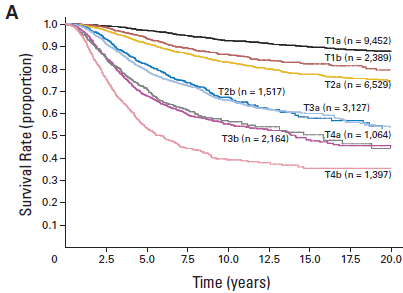 A
Survival Rate (proportion)
1.0
0.9
0.8
0.7
0.6
0.5
0.4
0.3
0.2
0.1
T1a (n = 9,452)
T1b (n = 2,389)
T2a (n = 6,529)
T2b (n = 1,517)
T3a (n = 3,127)
T3b (n = 2,164)
T4a (n = 1,064)
T4b (n = 1,397)
0 2.5 5.0 7.5 10.0 12.5 15.0 17.5 20.0
Time (years)